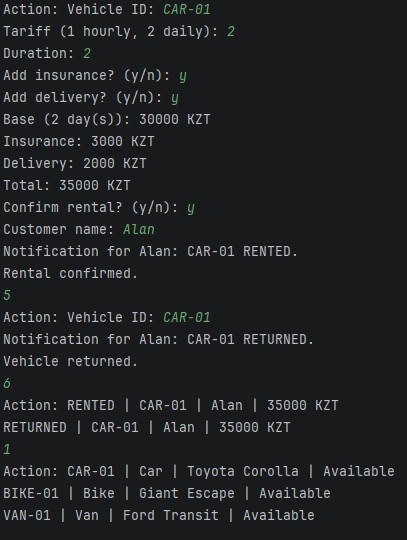 Action: Vehicle ID: CAR-01
Tariff (1 hourly, 2 daily): 2
Duration: 2
Add insurance? (y/n): y
Add delivery? (y/n): y
Base (2 day(s)): 30000 KZT
Insurance: 3000 KZT
Delivery: 2000 KZT
Total: 35000 KZT
Confirm rental? (y/n): y
Customer name: Alan
Notification for Alan: CAR-01 RENTED.
Rental confirmed.
5
Action: Vehicle ID: CAR-01
Notification for Alan: CAR-01 RETURNED.
Vehicle returned.
6
Action: RENTED | CAR-01 | Alan | 35000 KZT
RETURNED | CAR-01 | Alan | 35000 KZT
1
Action: CAR-01 | Car | Toyota Corolla | Available
BIKE-01 | Bike | Giant Escape | Available
VAN-01 | Van | Ford Transit | Available